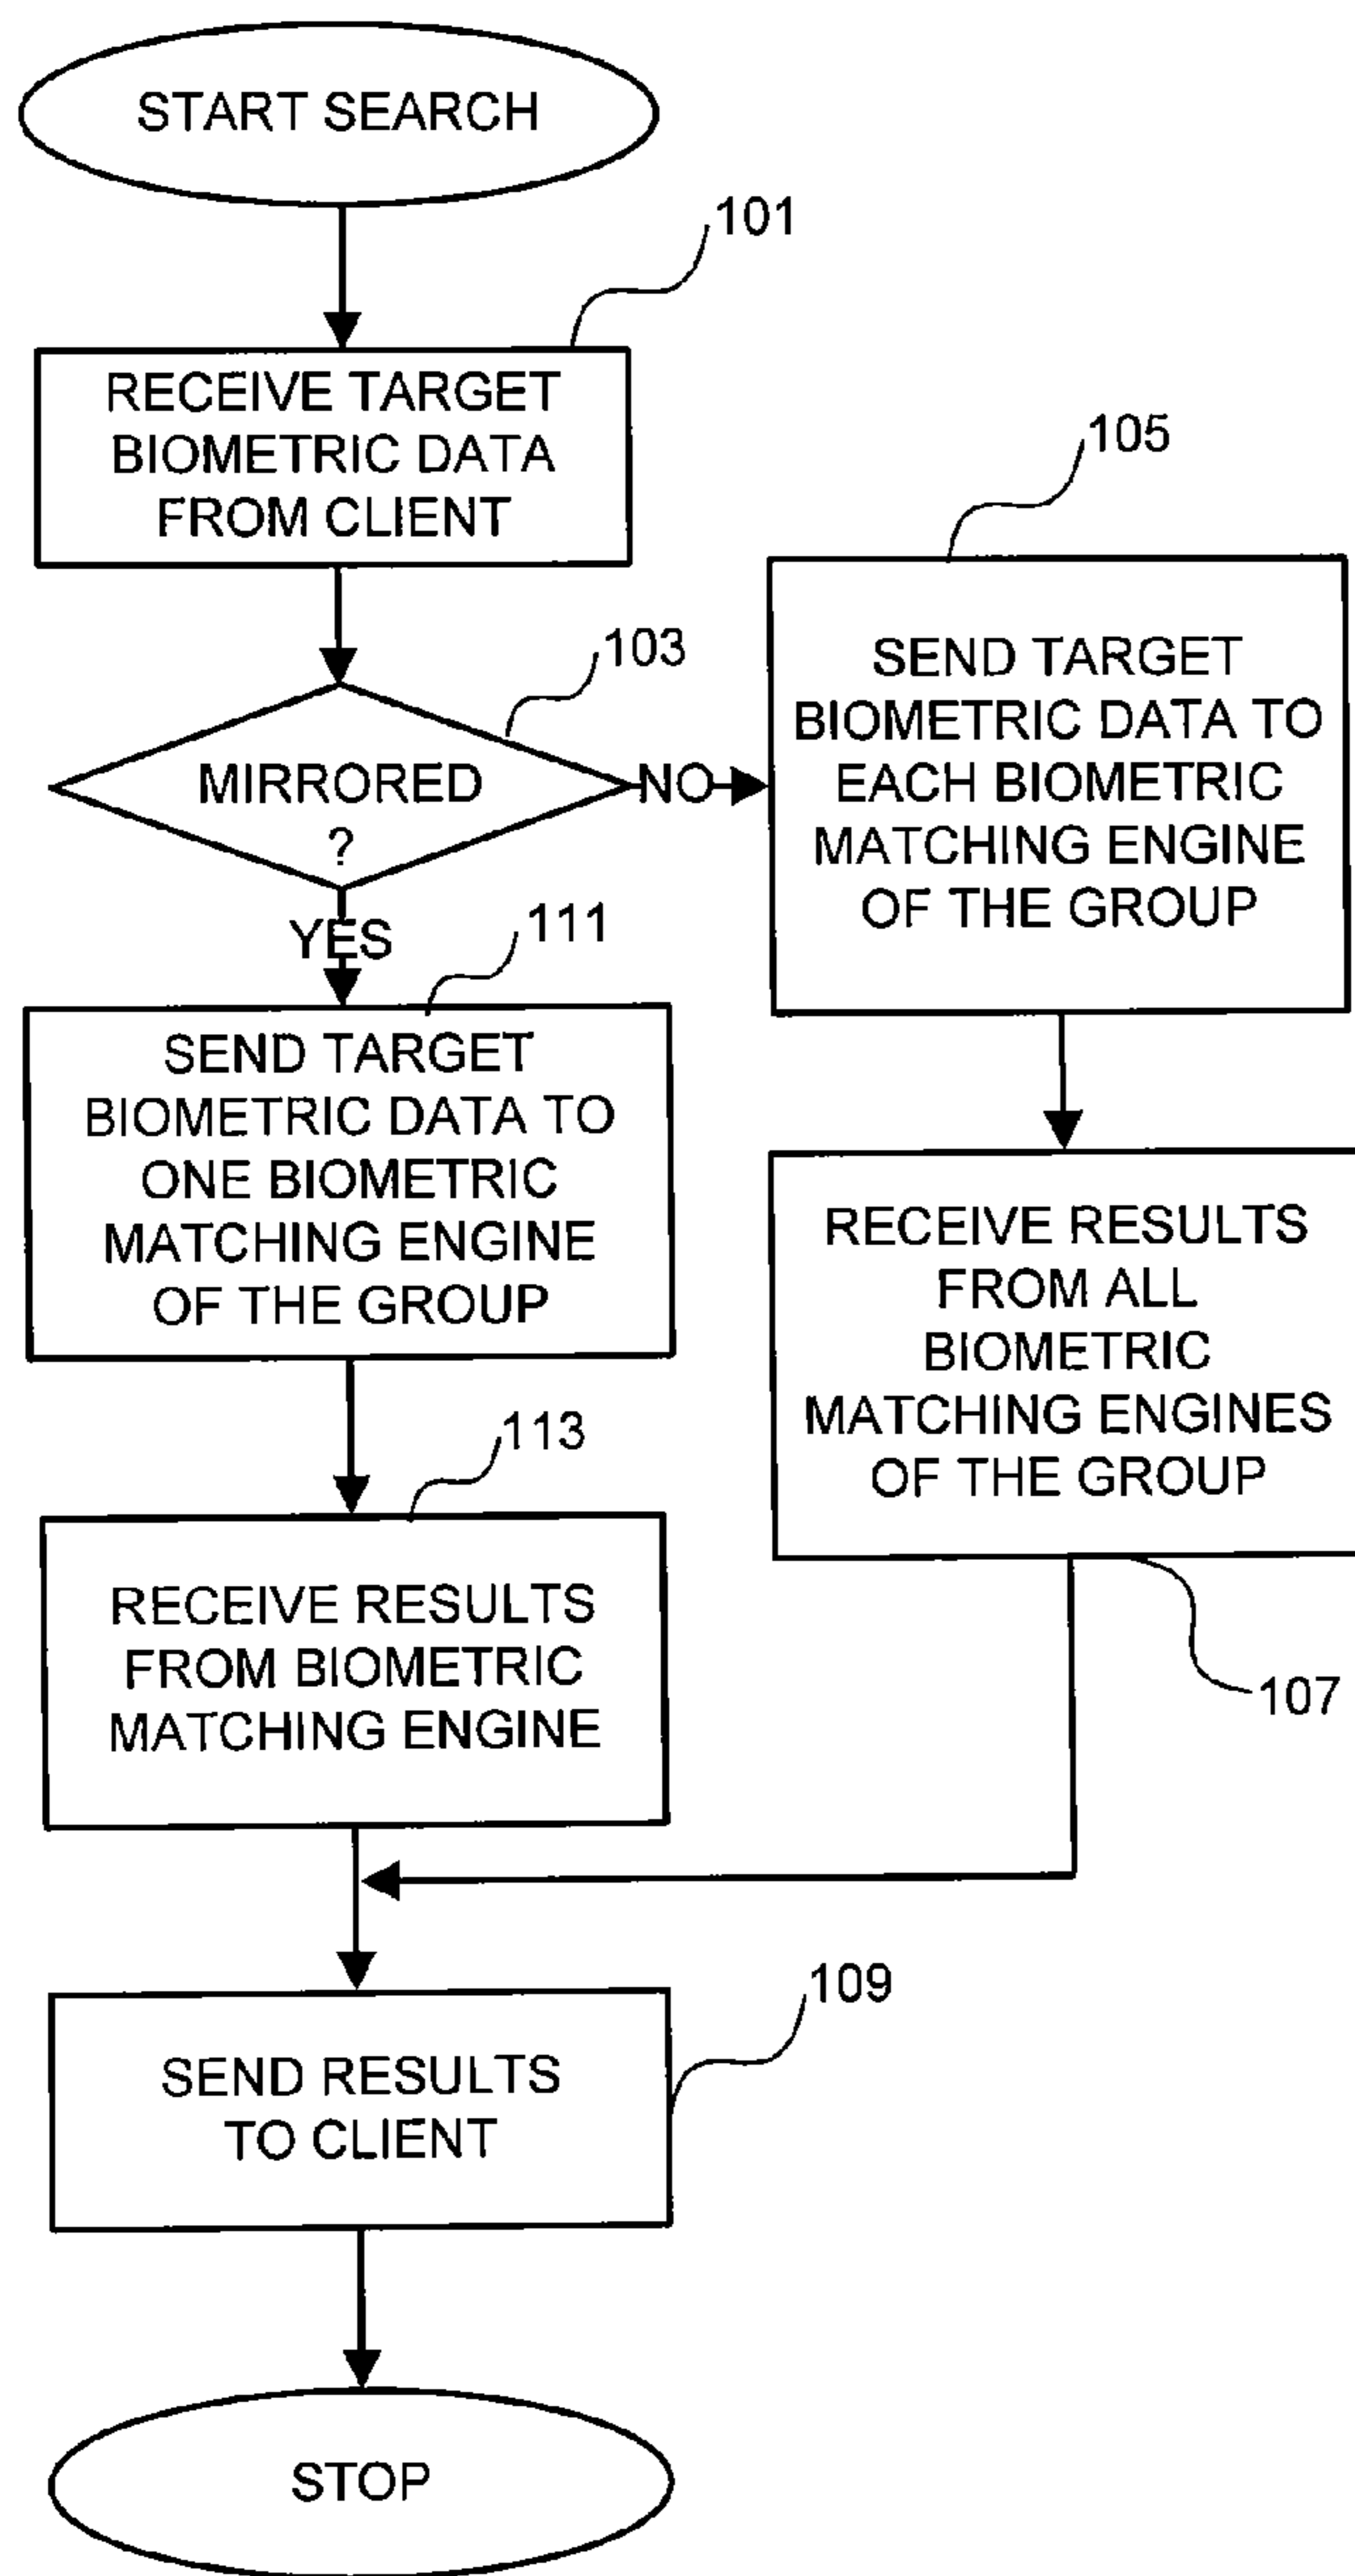 START SEARCH
101
RECEIVE TARGET
BIOMETRIC DATA
FROM CLIENT
103
MIRRORED
?
NO
YES
105
SEND TARGET
BIOMETRIC DATA TO
EACH BIOMETRIC
MATCHING ENGINE
OF THE GROUP
111
SEND TARGET
BIOMETRIC DATA TO
ONE BIOMETRIC
MATCHING ENGINE
OF THE GROUP
RECEIVE RESULTS
FROM ALL
BIOMETRIC
MATCHING ENGINES
OF THE GROUP
107
113
RECEIVE RESULTS
FROM BIOMETRIC
MATCHING ENGINE
109
SEND RESULTS
TO CLIENT
STOP